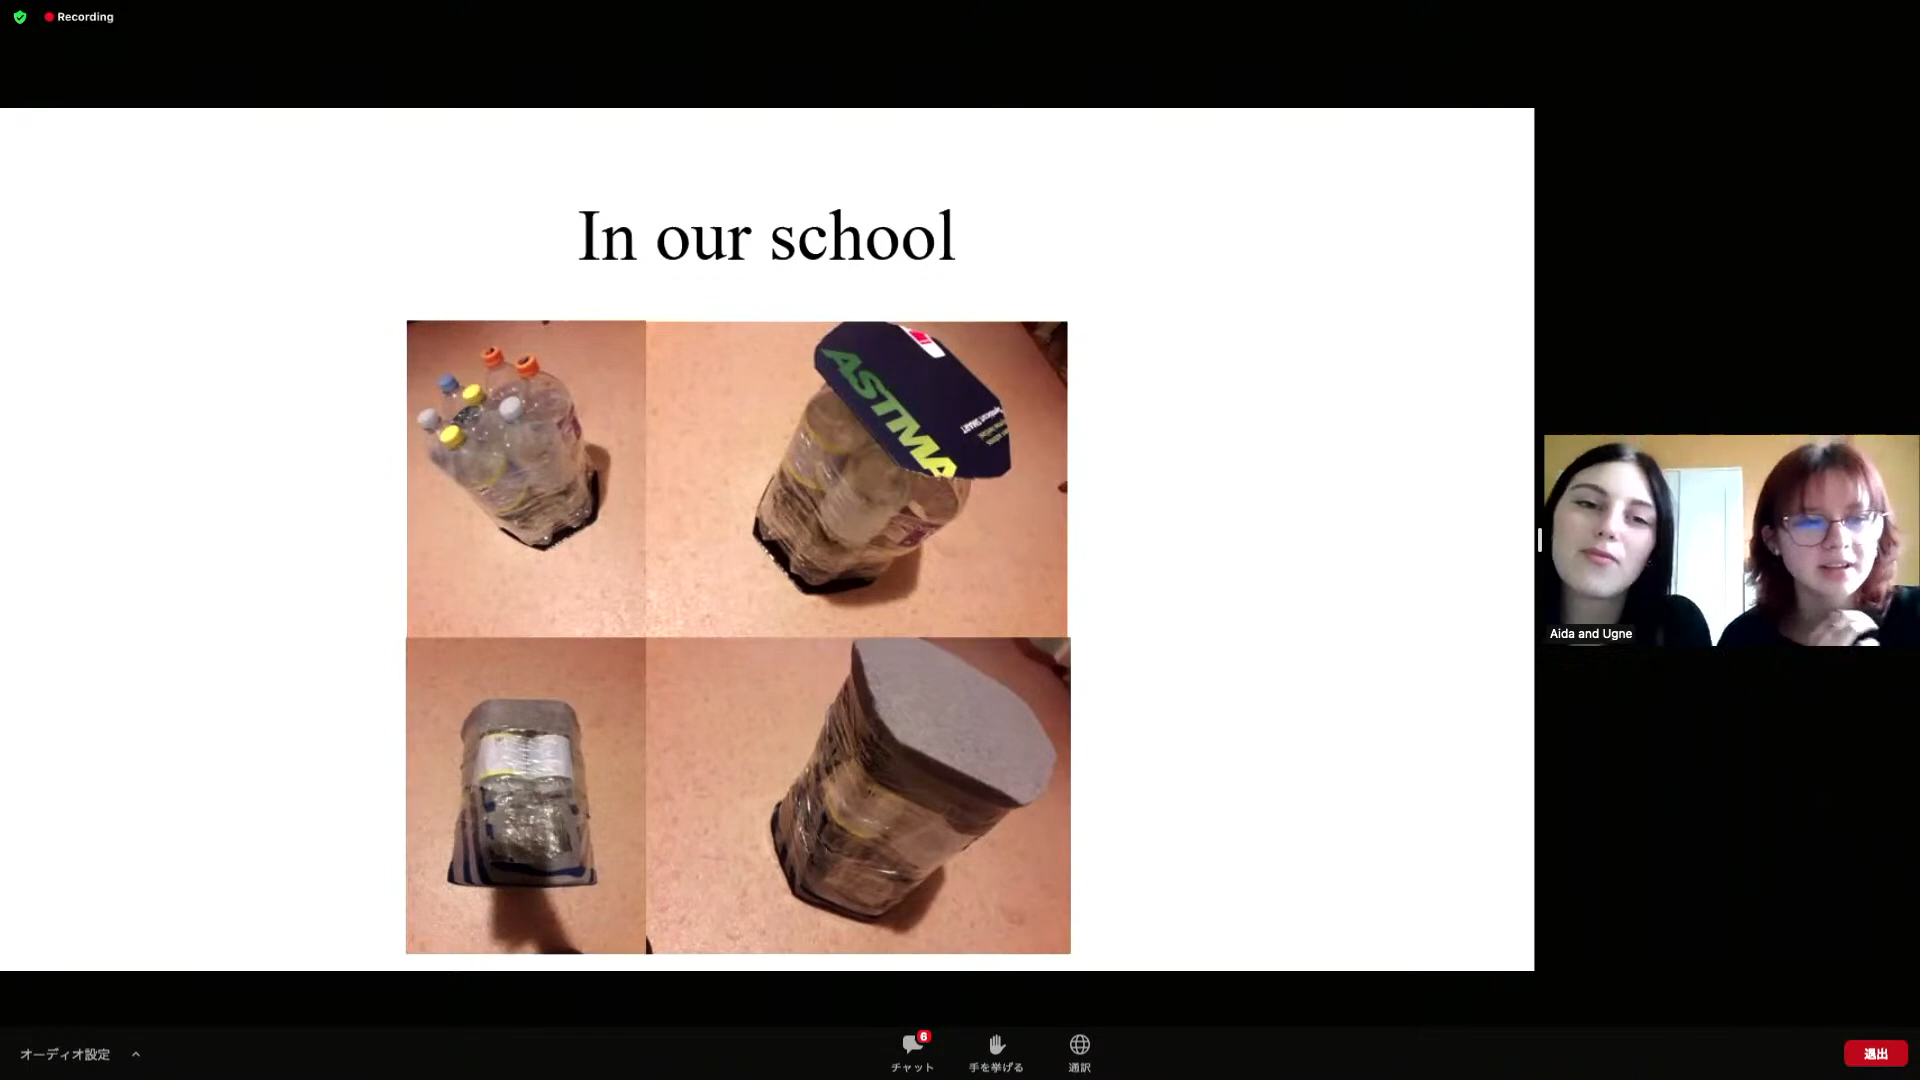 Recording
In our school
ASTMA
Aida and Ugne
オーディオ設定
6
チャット
手を挙げる
通訳
退出